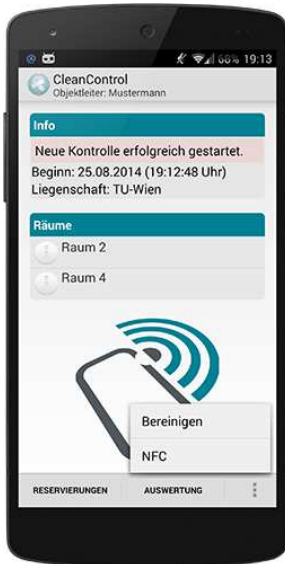 68% 19:13
CleanControl
Objektleiter: Mustermann
Info
Neue Kontrolle erfolgreich gestartet.
Beginn: 25.08.2014 (19:12:48 Uhr)
Liegenschaft: TU-Wien
Räume
Raum 2
Raum 4
Bereinigen
NFC
RESERVIERUNGEN AUSWERTUNG